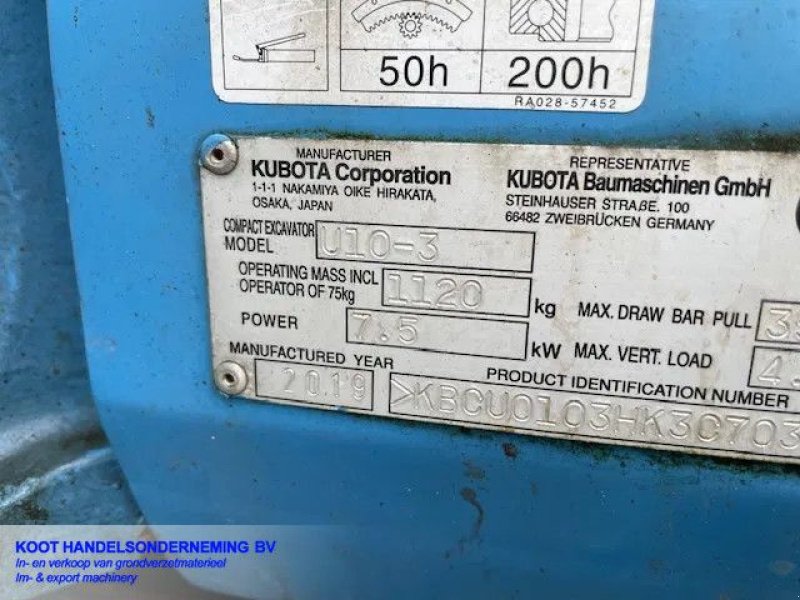 50h 200h
RA028-57452
MANUFACTURER
KUBOTA Corporation
1-1-1 NAKAMIYA OIKE HIRAKATA,
OSAKA, JAPAN
REPRESENTATIVE
KUBOTA Baumaschinen GmbH
STEINHAUSER STRAßE. 100
66482 ZWEIBRÜCKEN GERMANY
COMPACT EXCAVATOR
MODEL U10-3
OPERATING MASS INCL
OPERATOR OF 75kg 1120 kg
MAX. DRAW BAR PULL
POWER 7.5 kW
MAX. VERT. LOAD 4.
MANUFACTURED YEAR
2019
PRODUCT IDENTIFICATION NUMBER
>KBCU0103HK3C703
KOOT HANDELSONDERNEMING BV
In- en verkoop van grondverzetmaterieel
Im- & export machinery